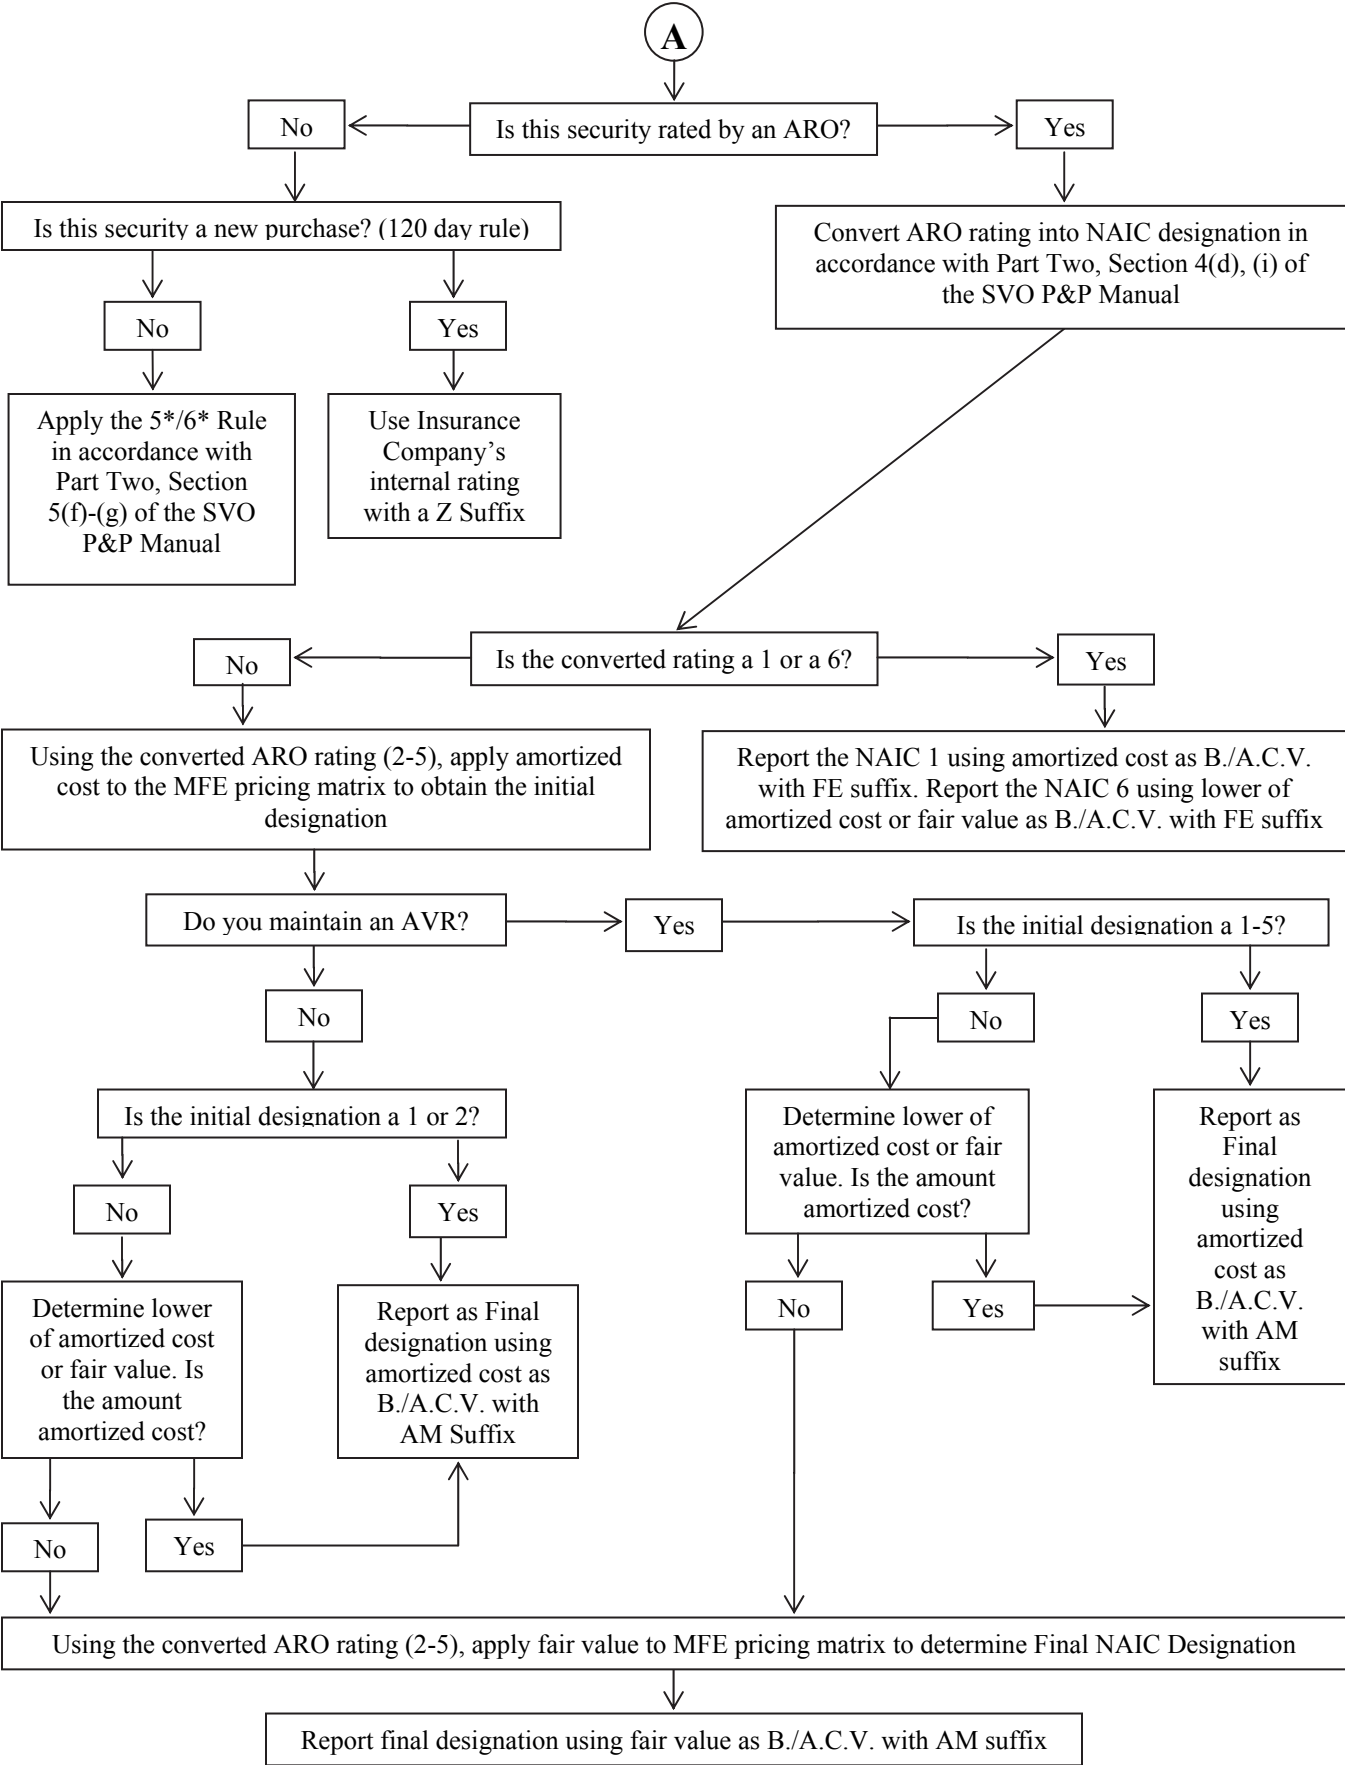 A
No
Is this security rated by an ARO?
Yes
Is this security a new purchase? (120 day rule)
Convert ARO rating into NAIC designation in
accordance with Part Two, Section 4(d), (i) of
the SVO P&P Manual
No
Yes
Apply the 5*/6* Rule
in accordance with
Part Two, Section
5(f)-(g) of the SVO
P&P Manual
Use Insurance
Company’s
internal rating
with a Z Suffix
No
Is the converted rating a 1 or a 6?
Yes
Using the converted ARO rating (2-5), apply amortized
cost to the MFE pricing matrix to obtain the initial
designation
Report the NAIC 1 using amortized cost as B./A.C.V.
with FE suffix. Report the NAIC 6 using lower of
amortized cost or fair value as B./A.C.V. with FE suffix
Do you maintain an AVR?
Yes
Is the initial designation a 1-5?
No
No
Yes
Is the initial designation a 1 or 2?
Determine lower of
amortized cost or fair
value. Is the amount
amortized cost?
Report as
Final
designation
using
amortized
cost as
B./A.C.V.
with AM
suffix
No
Yes
No
Yes
Determine lower
of amortized cost
or fair value. Is
the amount
amortized cost?
Report as Final
designation using
amortized cost as
B./A.C.V. with
AM Suffix
No
Yes
Using the converted ARO rating (2-5), apply fair value to MFE pricing matrix to determine Final NAIC Designation
Report final designation using fair value as B./A.C.V. with AM suffix